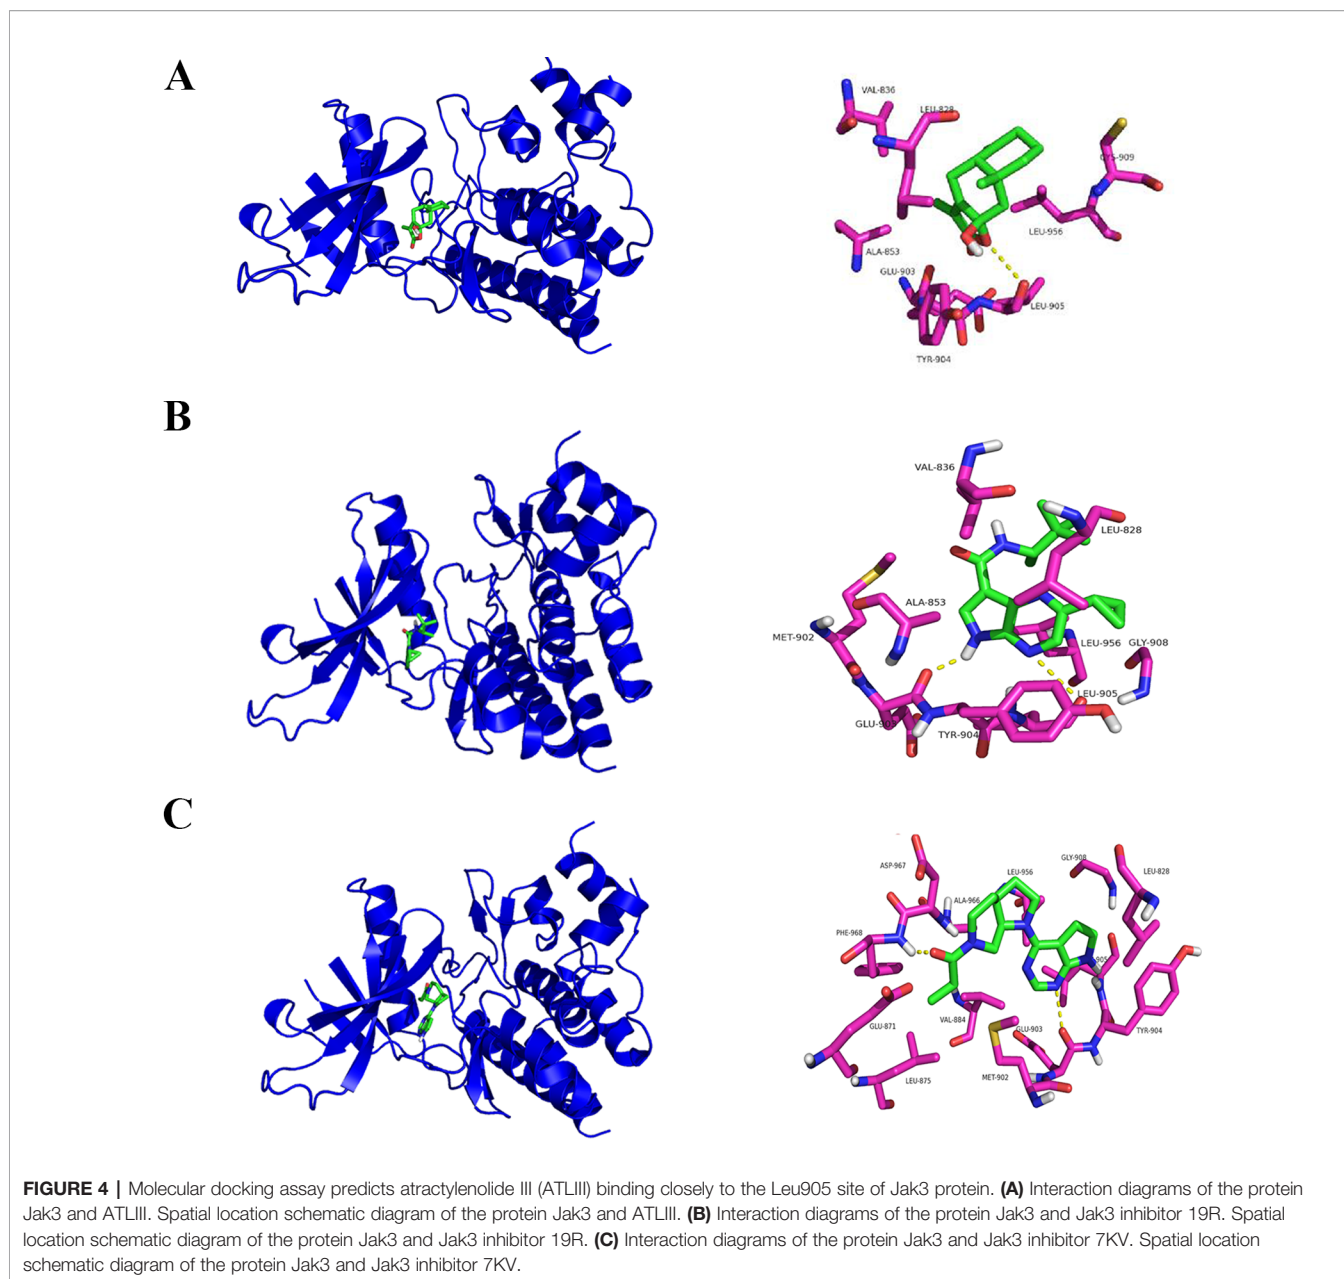 A
VAL-836
LEU-828
CYS-909
LEU-956
ALA-853
GLU-903
LEU-905
TYR-904
B
VAL-836
LEU-828
ALA-853
MET-902
LEU-956
GLY-908
LEU-905
GLU-903
TYR-904
C
ASP-967
LEU-956
GLY-908
LEU-828
ALA-966
PHE-968
905
GLU-871
VAL-884
GLU-903
TYR-904
LEU-875
MET-902
FIGURE 4 | Molecular docking assay predicts atractylenolide III (ATLIII) binding closely to the Leu905 site of Jak3 protein. (A) Interaction diagrams of the protein
Jak3 and ATLIII. Spatial location schematic diagram of the protein Jak3 and ATLIII. (B) Interaction diagrams of the protein Jak3 and Jak3 inhibitor 19R. Spatial
location schematic diagram of the protein Jak3 and Jak3 inhibitor 19R. (C) Interaction diagrams of the protein Jak3 and Jak3 inhibitor 7KV. Spatial location
schematic diagram of the protein Jak3 and Jak3 inhibitor 7KV.